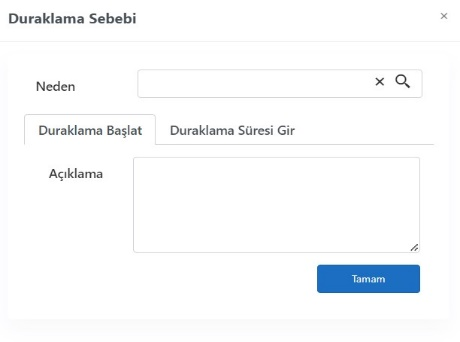 Duraklama Sebebi
Neden
Duraklama Başlat Duraklama Süresi Gir
Açıklama
Tamam